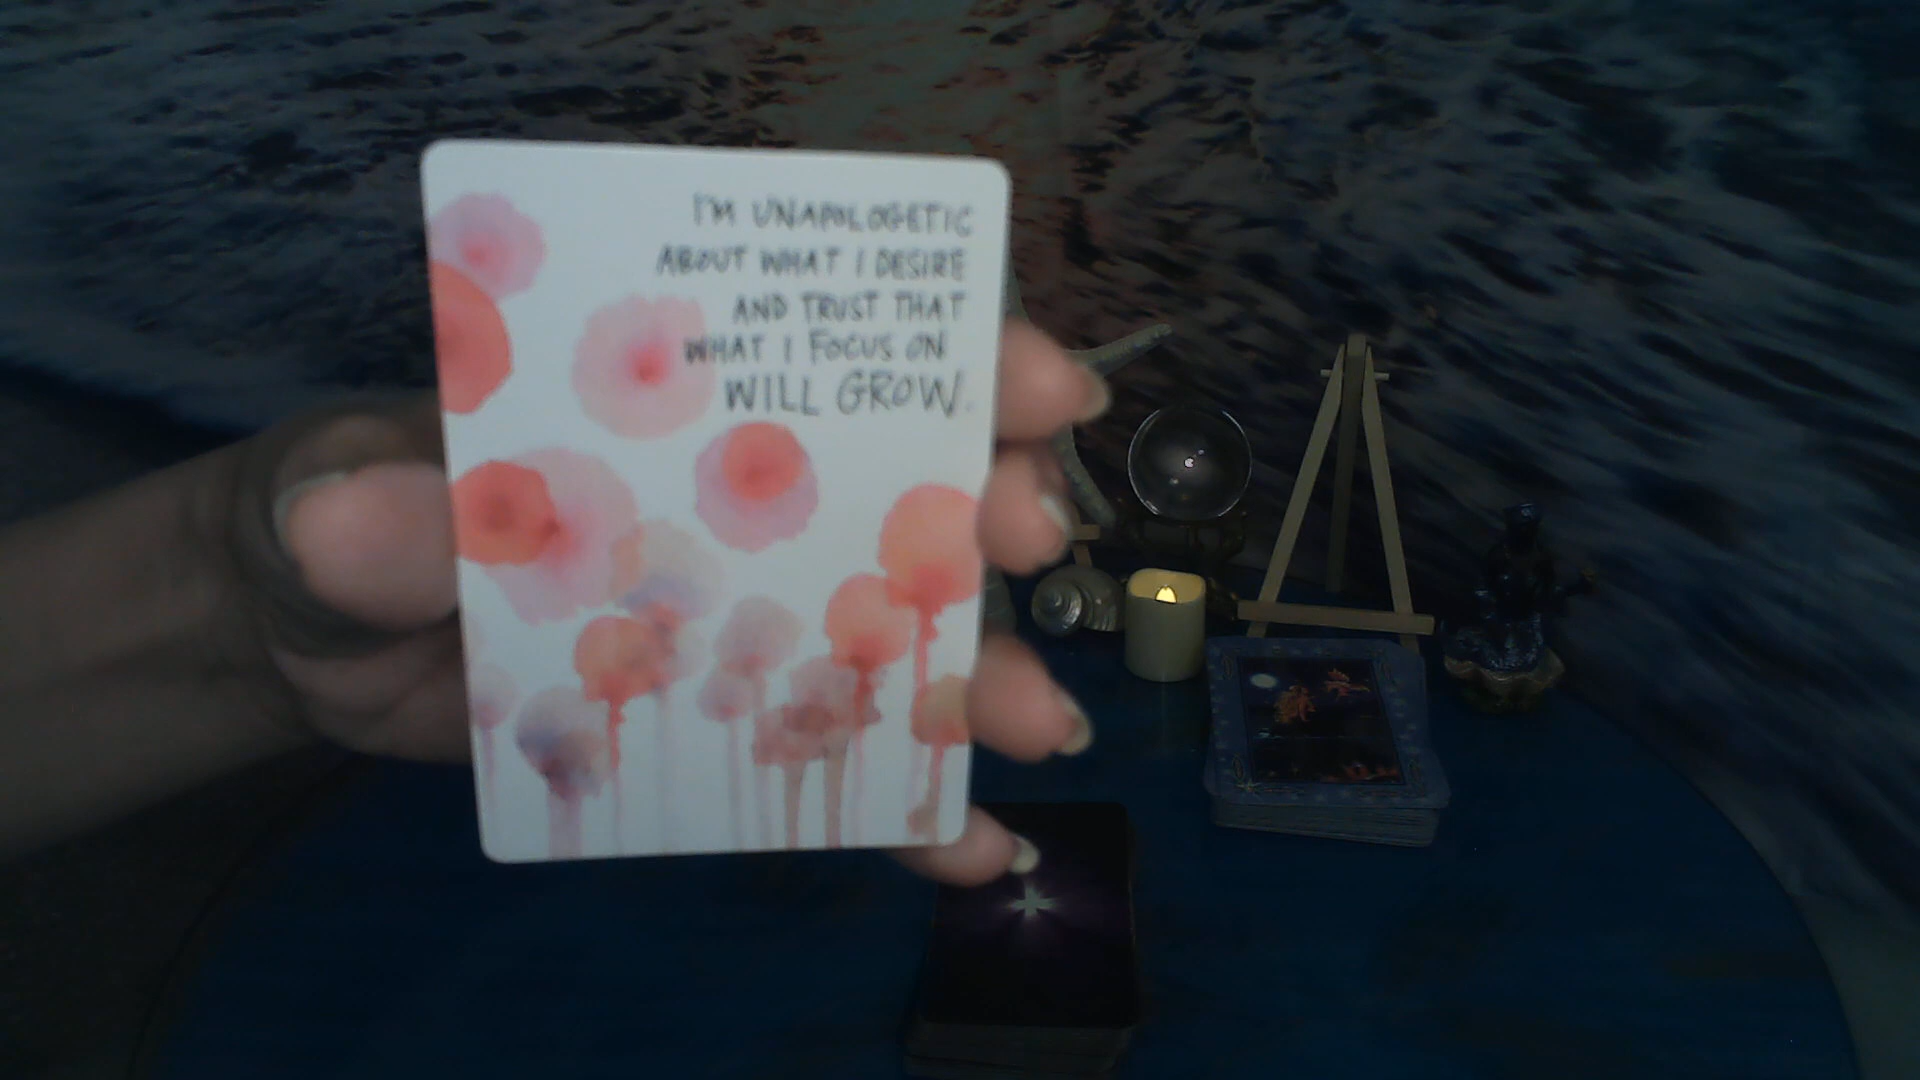 I'M UNAPOLOGETIC
ABOUT WHAT I DESIRE
AND TRUST THAT
WHAT I FOCUS ON
WILL GROW.